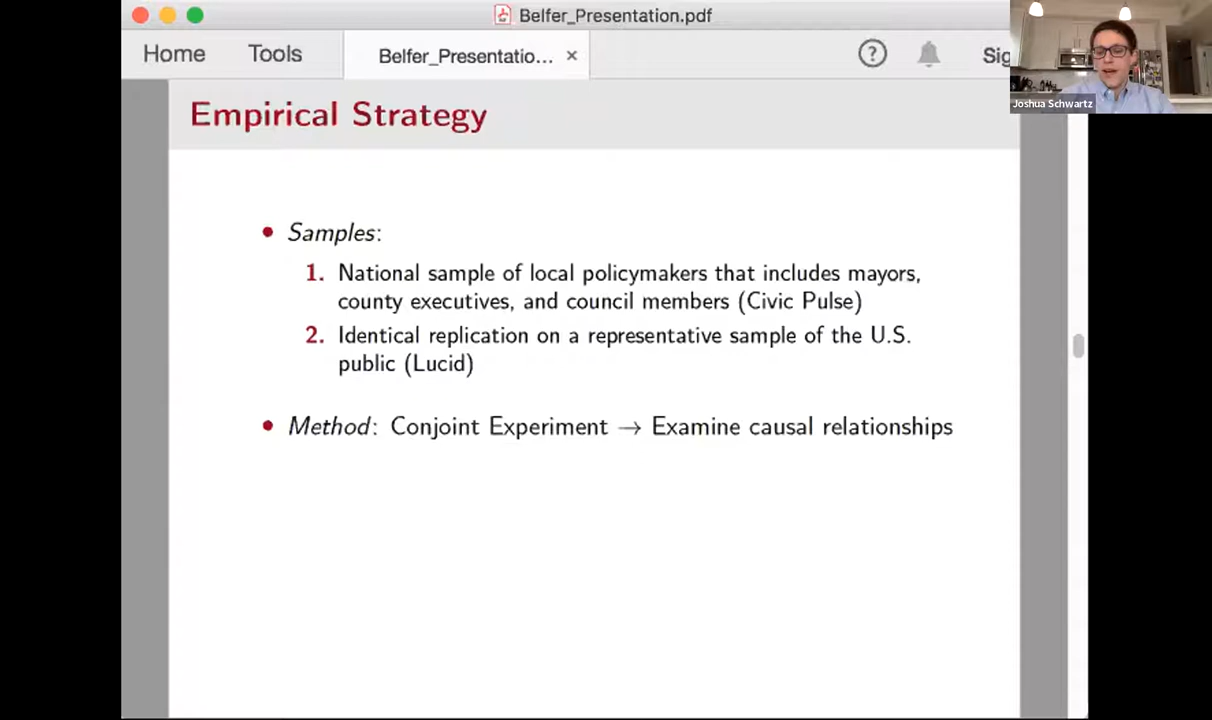 Belfer_Presentation.pdf
Home Tools Belfer_Presentatio... × ? Sig
Joshua Schwartz
Empirical Strategy
• Samples:
1. National sample of local policymakers that includes mayors,
county executives, and council members (Civic Pulse)
2. Identical replication on a representative sample of the U.S.
public (Lucid)
• Method: Conjoint Experiment → Examine causal relationships